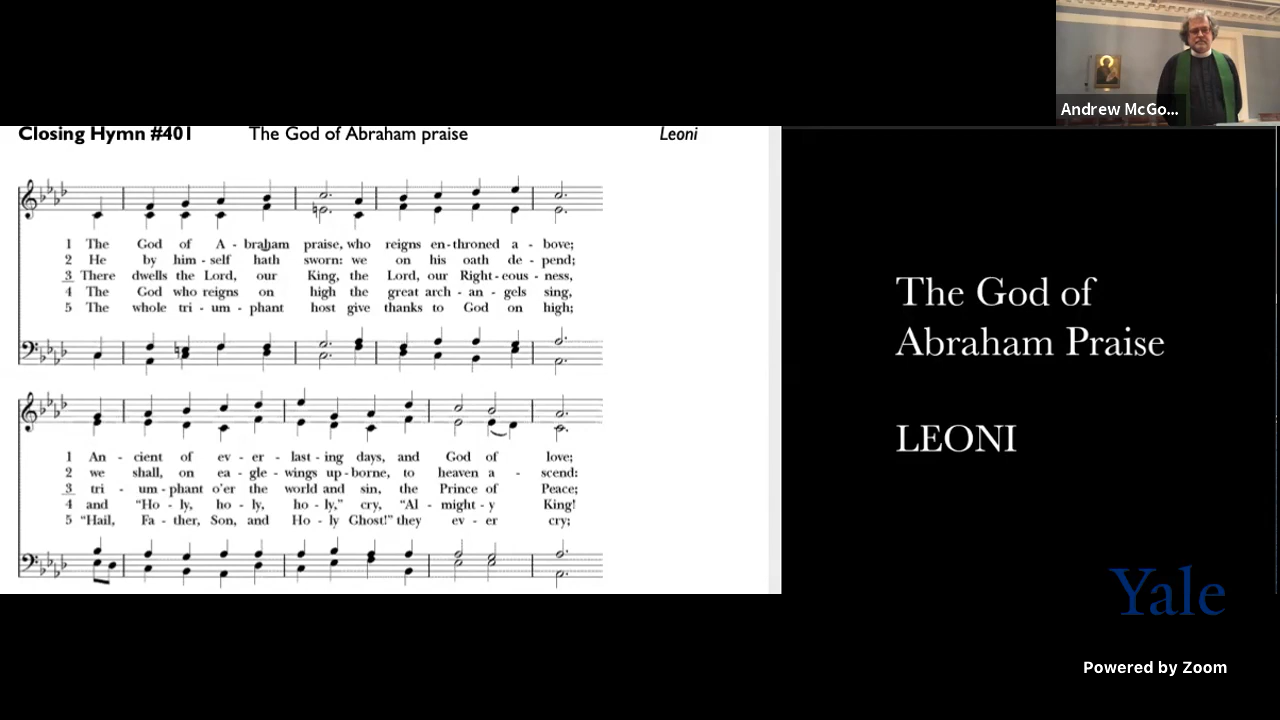 Andrew McGo...
Closing Hymn #401 The God of Abraham praise Leoni
1 The God of A - braham praise, who reigns en - throned a - bove;
2 He by him - self hath sworn: we on his oath de - pend;
3 There dwells the Lord, our King, the Lord, our Right - eous - ness,
4 The God who reigns on high the great arch - an - gels sing,
5 The whole tri - um - phant host give thanks to God on high;
1 An - cient of ev - er - last - ing days, and God of love;
2 we shall, on ea - gle - wings up - borne, to heaven a - scend:
3 tri - um - phant o'er the world and sin, the Prince of Peace;
4 and “Ho - ly, ho - ly, ho - ly,” cry, “Al - might - y King!
5 “Hail, Fa - ther, Son, and Ho - ly Ghost!” they ev - er cry;
The God of
Abraham Praise
LEONI
Yale
Powered by Zoom